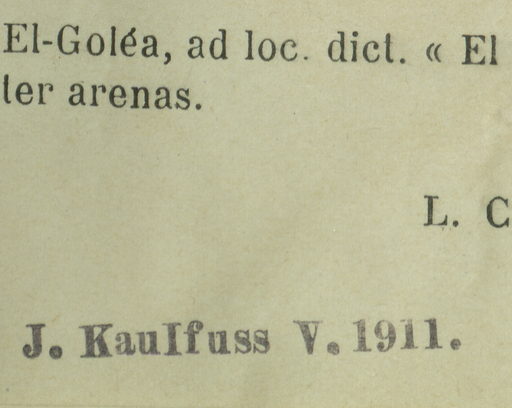 El-Goléa, ad loc. dict. « El
ter arenas.
L. C
J. Kaulfuss V. 1911.